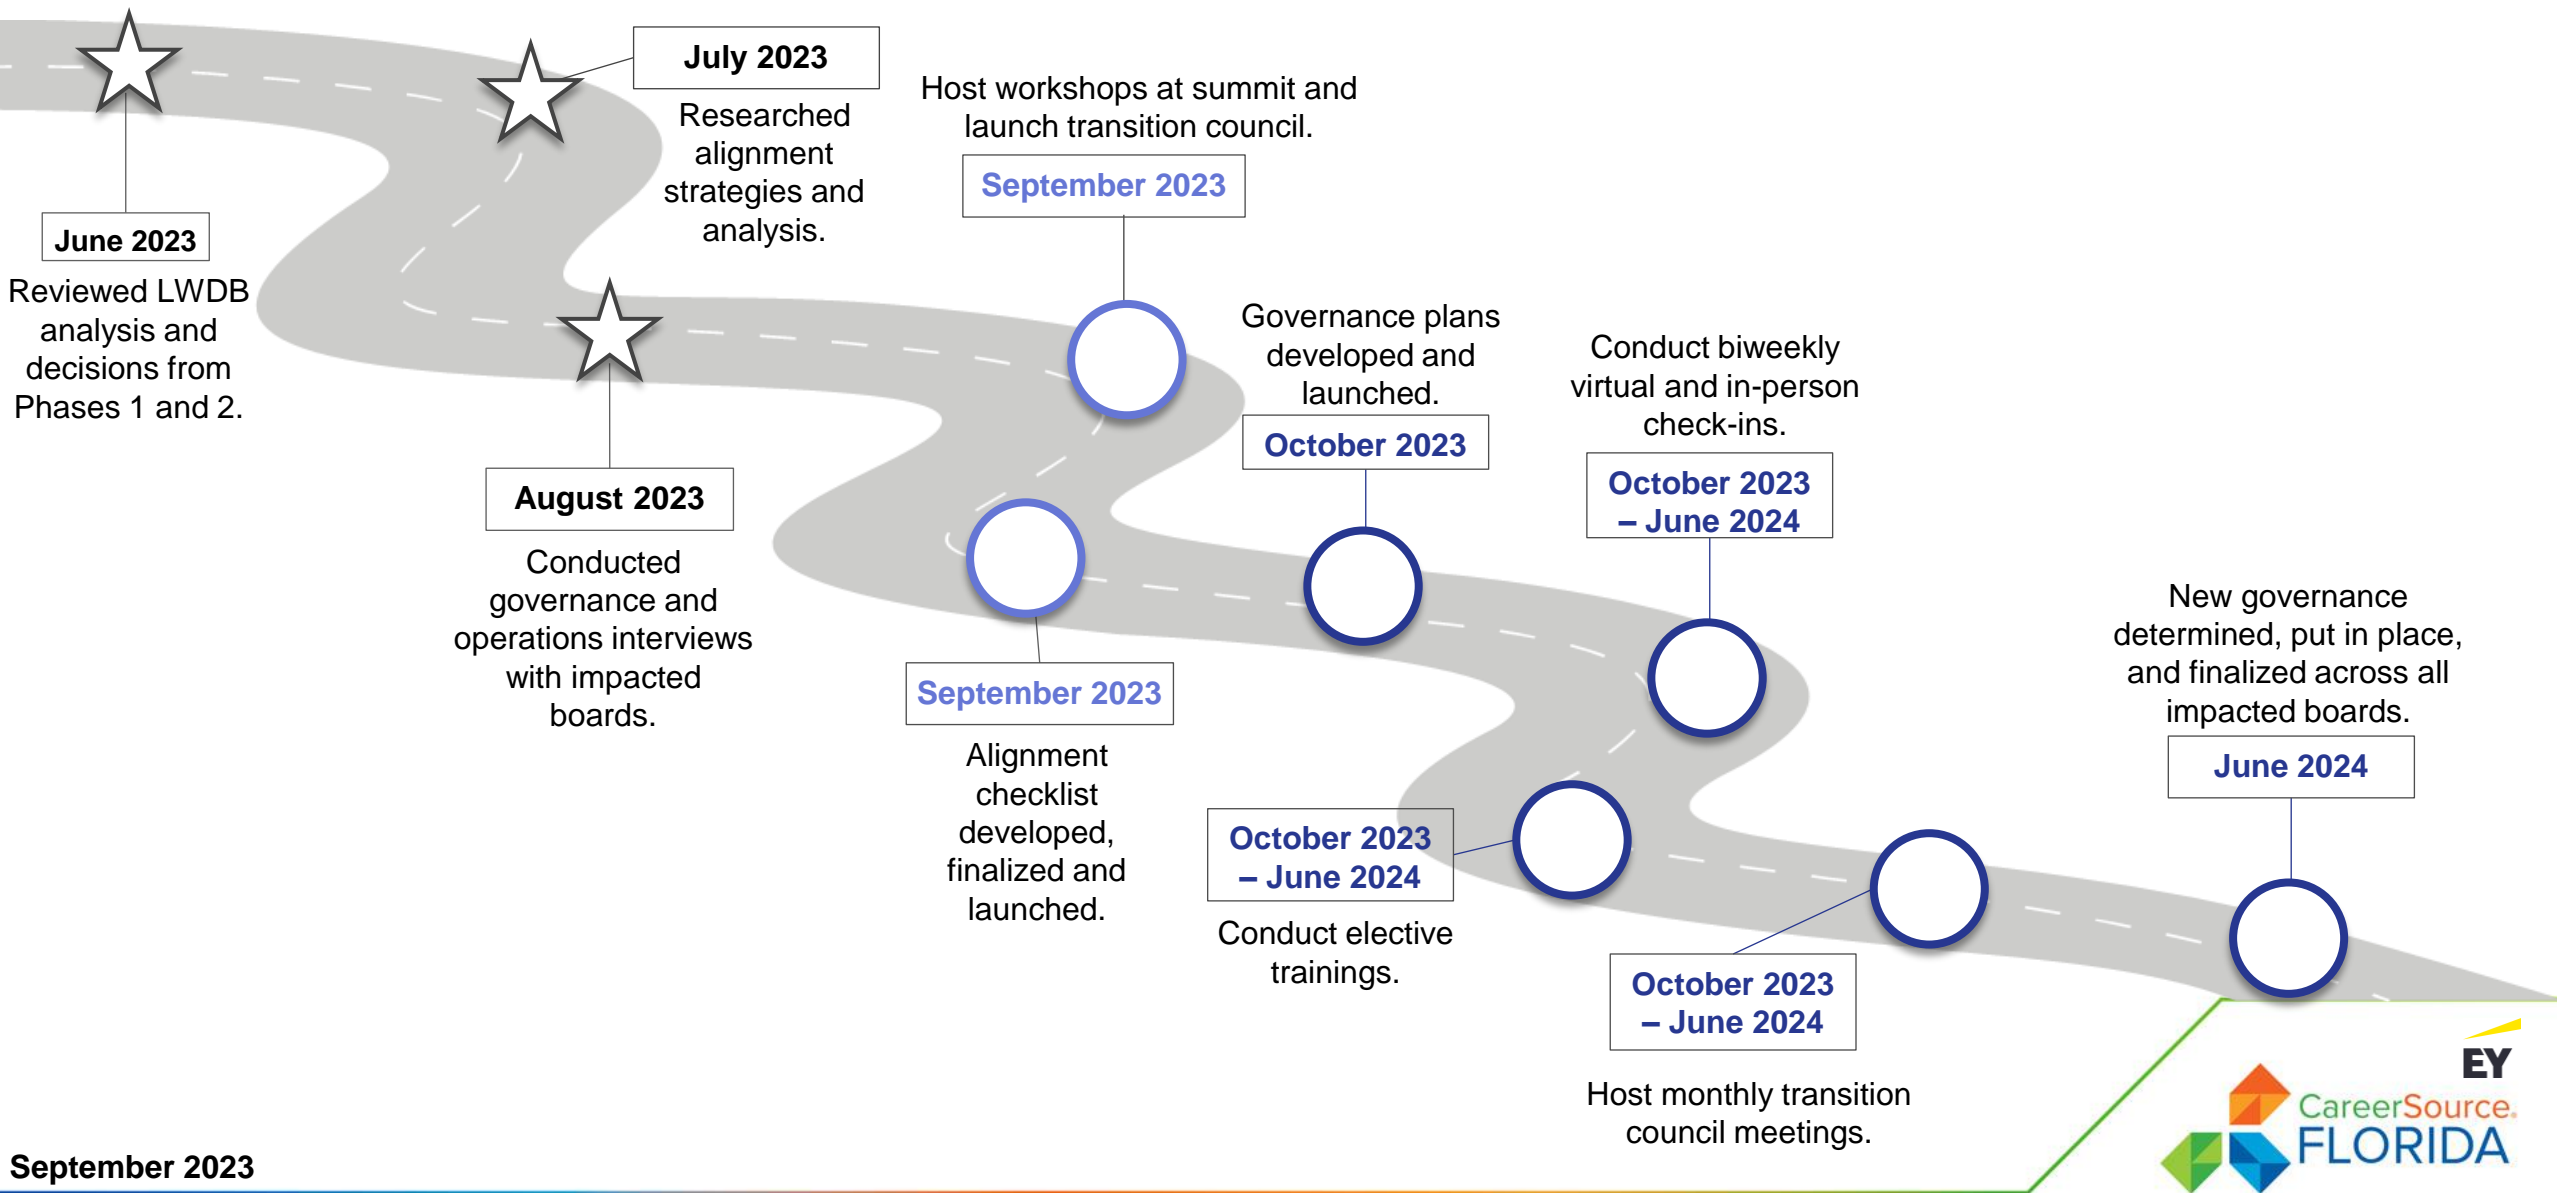 June 2023
Reviewed LWDB
analysis and
decisions from
Phases 1 and 2.
July 2023
Researched
alignment
strategies and
analysis.
August 2023
Conducted
governance and
operations interviews
with impacted
boards.
Host workshops at summit and
launch transition council.
September 2023
September 2023
Alignment
checklist
developed,
finalized and
launched.
Governance plans
developed and
launched.
October 2023
Conduct biweekly
virtual and in-person
check-ins.
October 2023
– June 2024
October 2023
– June 2024
Conduct elective
trainings.
October 2023
– June 2024
Host monthly transition
council meetings.
New governance
determined, put in place,
and finalized across all
impacted boards.
June 2024
EY
CareerSource.
FLORIDA
September 2023